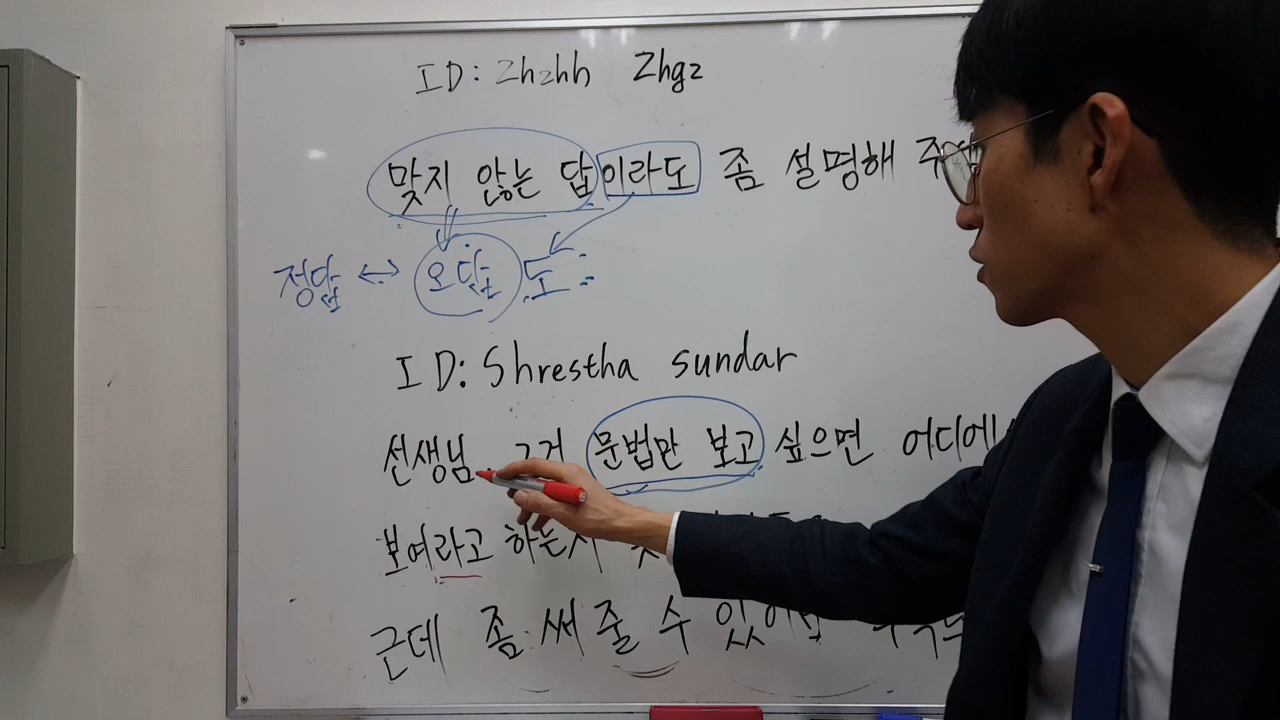 ID: Zhzhh Zhgz
맞지 않는 답이라도 좀 설명해
정답 ↔ 오답도
ID: Shrestha sundar
선생님 그거 문법만 보고 싶으면 어디에
보여라고 하는지
근데 좀 써 줄 수